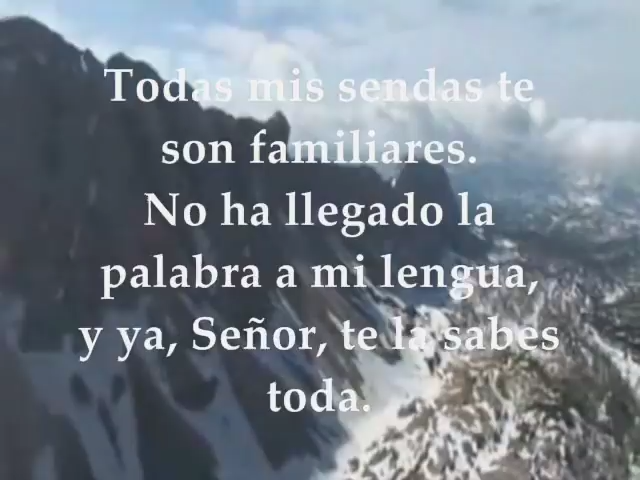 Todas mis sendas te
son familiares.
No ha llegado la
palabra a mi lengua,
y ya, Señor, te la sabes
toda.